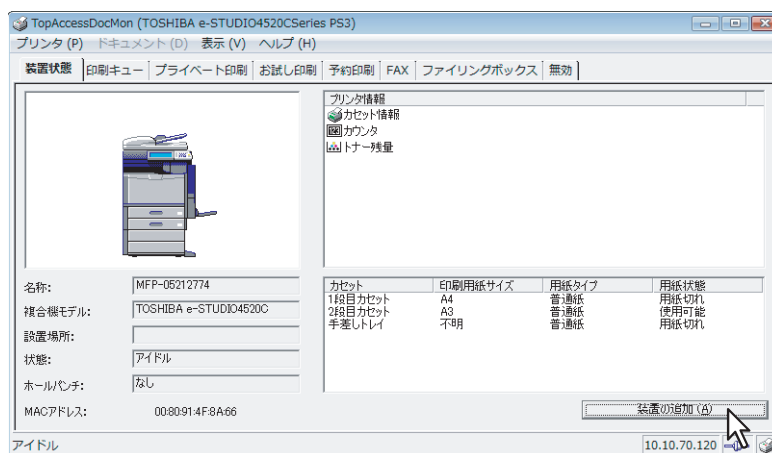 TopAccessDocMon (TOSHIBA e-STUDIO4520CSeries PS3)
プリンタ (P) ドキュメント (D) 表示 (V) ヘルプ (H)
装置状態 印刷キュー プライベート印刷 お試し印刷 予約印刷 FAX ファイリングボックス 無効
プリンタ情報
カセット情報
カウンタ
トナー残量
名称: MFP-05212774
複合機モデル: TOSHIBA e-STUDIO4520C
設置場所:
状態: アイドル
ホールパンチ: なし
MACアドレス: 00:80:91:4F:8A:66
カセット 印刷用紙サイズ 用紙タイプ 用紙状態
1段目カセット A4 普通紙 用紙切れ
2段目カセット A3 普通紙 使用可能
手差しトレイ 不明 普通紙 用紙切れ
装置の追加(A)
アイドル 10.10.70.120